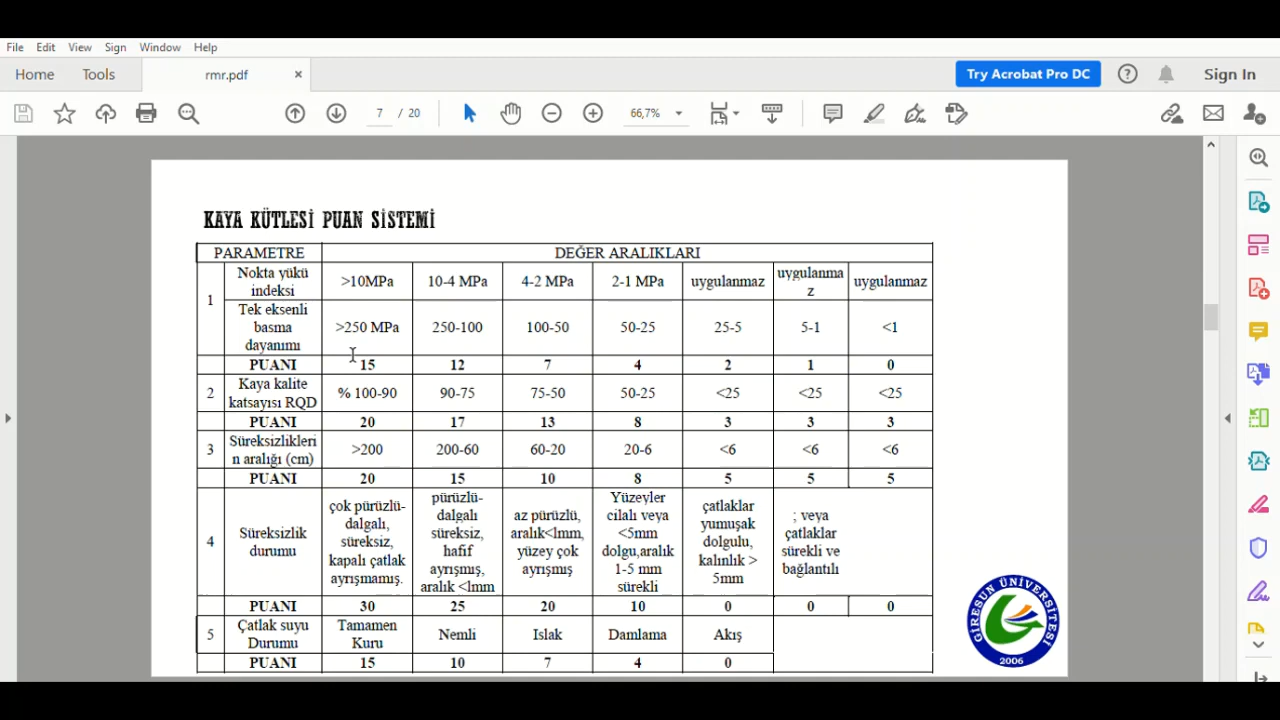 File Edit View Sign Window Help
Home Tools rmr.pdf × Try Acrobat Pro DC Sign In
7 / 20 66,7%
KAYA KÜTLESİ PUAN SİSTEMİ
PARAMETRE DEĞER ARALIKLARI
1 Nokta yükü indeksi >10MPa 10-4 MPa 4-2 MPa 2-1 MPa uygulanmaz uygulanmaz uygulanmaz
Tek eksenli basma dayanımı >250 MPa 250-100 100-50 50-25 25-5 5-1 <1
PUANI 15 12 7 4 2 1 0
2 Kaya kalite katsayısı RQD % 100-90 90-75 75-50 50-25 <25 <25 <25
PUANI 20 17 13 8 3 3 3
3 Süreksizliklerin aralığı (cm) >200 200-60 60-20 20-6 <6 <6 <6
PUANI 20 15 10 8 5 5 5
4 Süreksizlik durumu çok pürüzlü-dalgalı, süreksiz, kapalı çatlak ayrışmamış. pürüzlü-dalgalı süreksiz, hafif ayrışmış, aralık <lmm az pürüzlü, aralık<lmm, yüzey çok ayrışmış Yüzeyler cilalı veya <5mm dolgu,aralık 1-5 mm sürekli çatlaklar yumuşak dolgulu, kalınlık > 5mm ; veya çatlaklar sürekli ve bağlantılı
PUANI 30 25 20 10 0 0 0
5 Çatlak suyu Durumu Tamamen Kuru Nemli Islak Damlama Akış
PUANI 15 10 7 4 0
GİRESUN ÜNİVERSİTESİ
2006